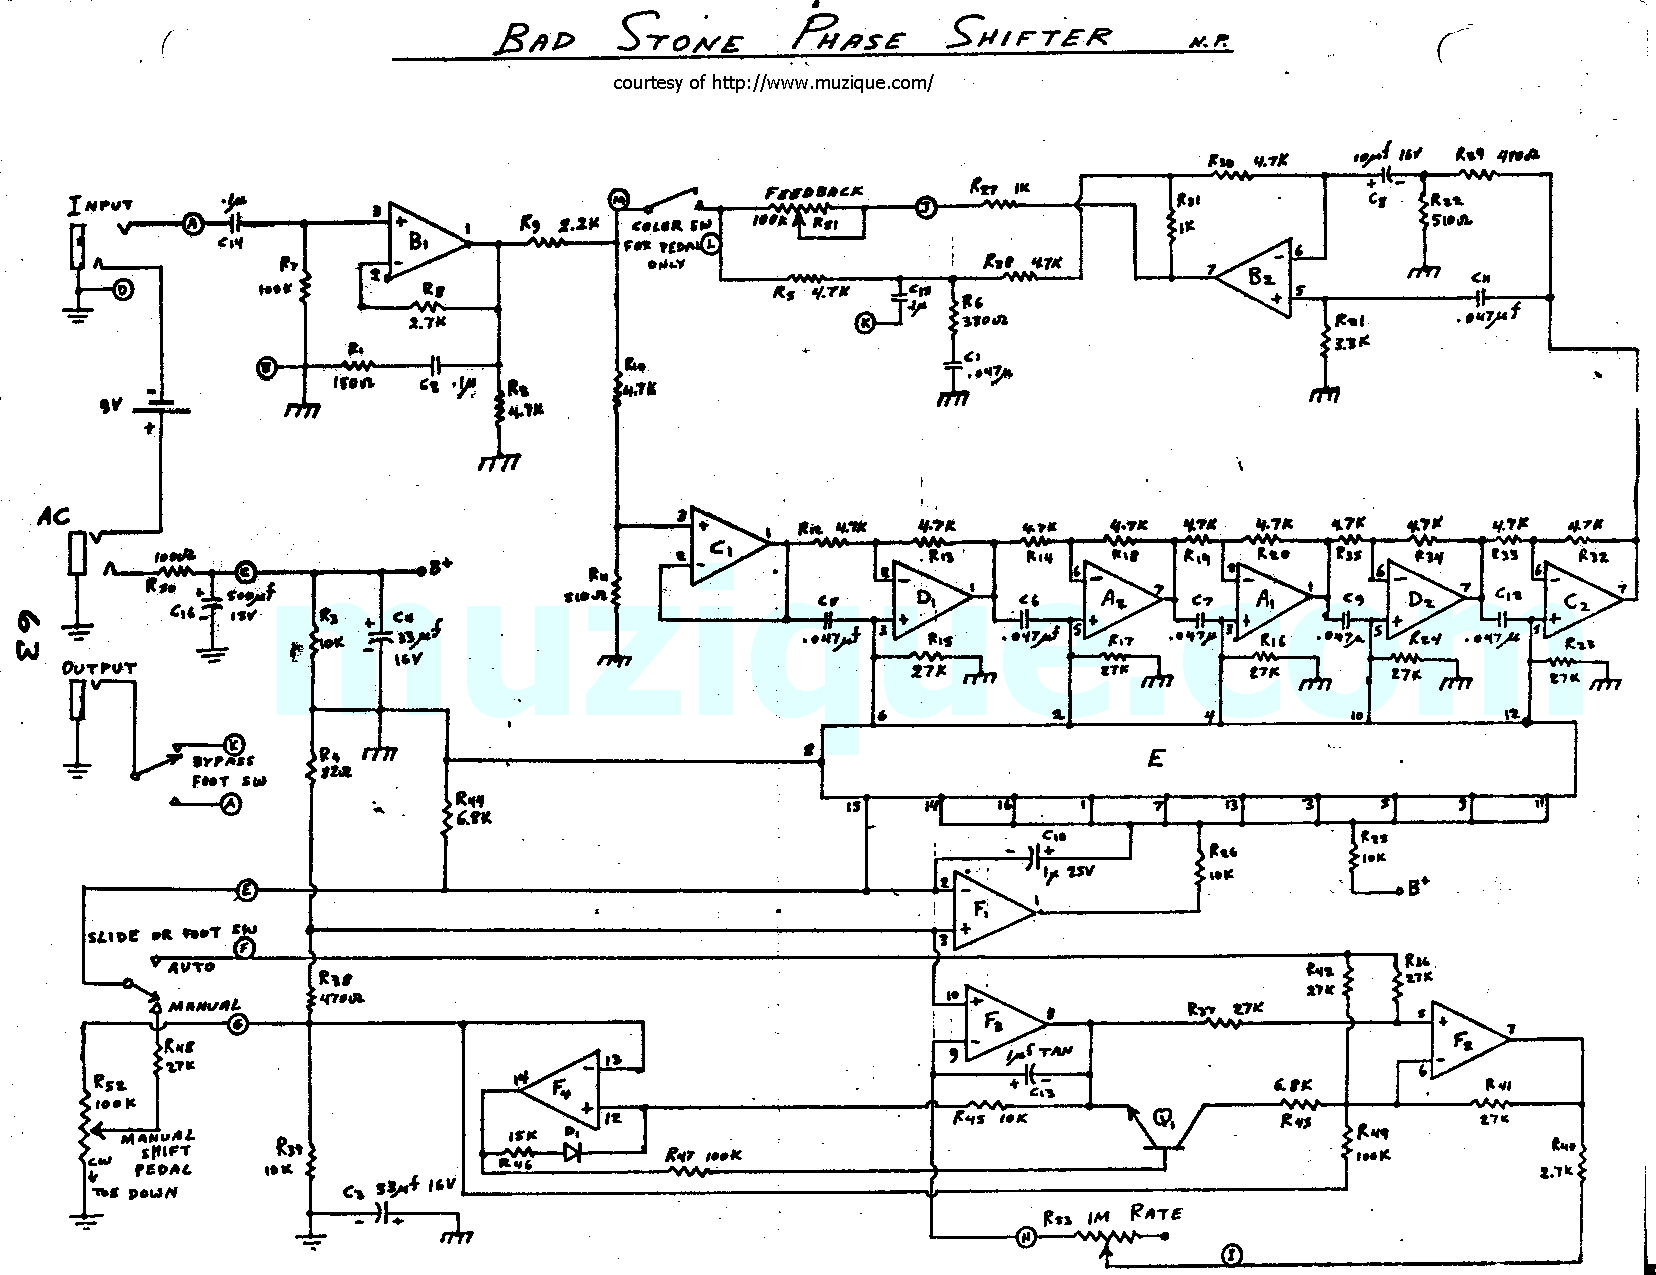 BAD STONE PHASE SHIFTER N.P.
courtesy of http://www.muzique.com/
R30 4.7K
10µf 16V
R29 470Ω
C8
INPUT
.1µ
A
C14
3
1
B1
2
R9 2.2K
M
COLOR SW
FOR PEDAL
ONLY
L
FEEDBACK
100K
R51
J
R27 1K
R31
1K
R22
510Ω
7
B2
6
5
C11
.047µf
R7
100K
D
R8
2.7K
R5 4.7K
R28 4.7K
C15
.1µ
K
R6
330Ω
C1
.047µ
R21
3.3K
B
R1
150Ω
C2 .1µ
R2
4.7K
R10
4.7K
9V
-
+
AC
100Ω
R50
500µf
15V
C16
B+
R3
10K
C4
33µf
16V
R11
510Ω
3
2
C1
1
R12 4.7K
4.7K
R13
4.7K
R14
4.7K
R18
4.7K
R19
4.7K
R20
4.7K
R35
4.7K
R34
4.7K
R33
4.7K
R32
D1
A2
A1
D2
C2
C5
.047µf
C6
.047µ
C7
.047µ
C9
.047µ
C12
.047µ
R15
27K
R17
27K
R16
27K
R24
27K
R23
27K
639
OUTPUT
K
BYPASS
FOOT SW
A
R4
82Ω
R44
6.8K
6
2
4
10
12
8
E
15
14
16
1
7
13
3
5
9
11
C10
1µ 25V
R26
10K
R25
10K
B+
E
2
F1
1
3
SLIDE OR FOOT SW
F
AUTO
MANUAL
G
R38
470Ω
R42
27K
R36
27K
10
F3
8
9
R37 27K
5
F2
7
6
1µf TAN
C13
R48
27K
R52
100K
MANUAL
SHIFT
PEDAL
CW
TOE DOWN
14
F4
13
12
15K
R46
D1
R45 10K
Q1
6.8K
R43
R41
27K
R47 100K
R49
100K
R40
2.7K
R39
10K
C3 33µf 16V
H
R53 1M RATE
I
muzique.com